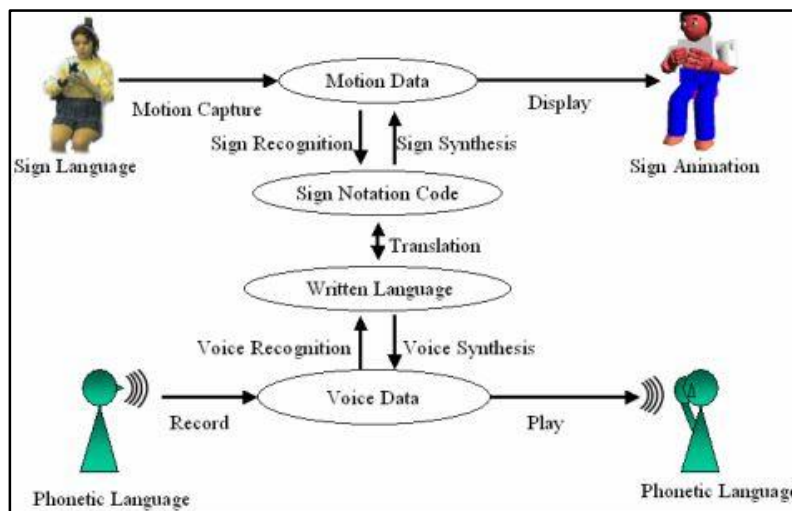 Motion Data
Motion Capture
Display
Sign Recognition
Sign Synthesis
Sign Language
Sign Animation
Sign Notation Code
Translation
Written Language
Voice Recognition
Voice Synthesis
Voice Data
Record
Play
Phonetic Language
Phonetic Language